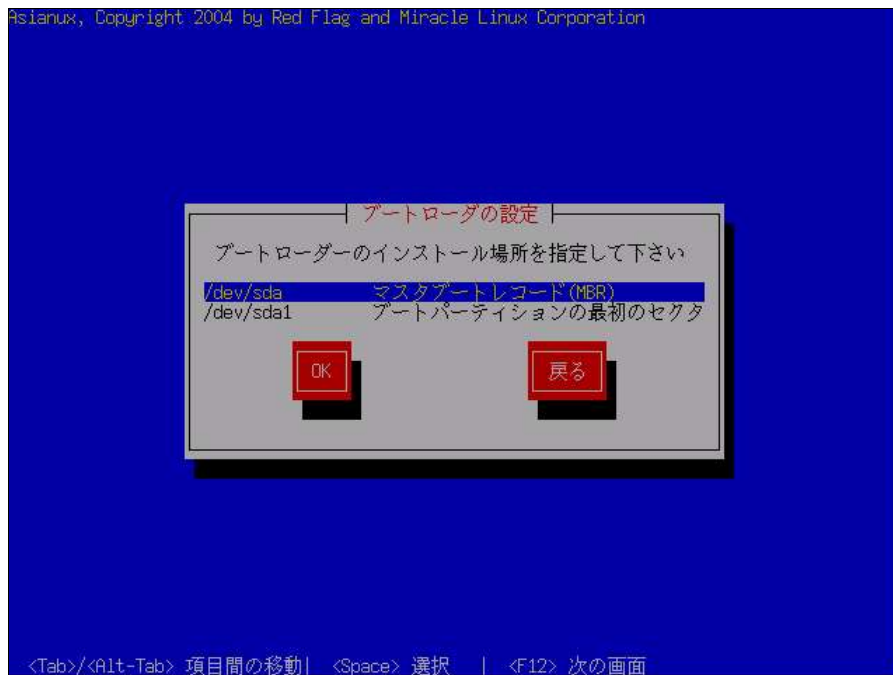 Asianux, Copyright 2004 by Red Flag and Miracle Linux Corporation
ブートローダの設定
ブートローダーのインストール場所を指定して下さい
/dev/sda マスタブートレコード(MBR)
/dev/sda1 ブートパーティションの最初のセクタ
OK 戻る
<Tab>/<Alt-Tab> 項目間の移動| <Space> 選択 | <F12> 次の画面